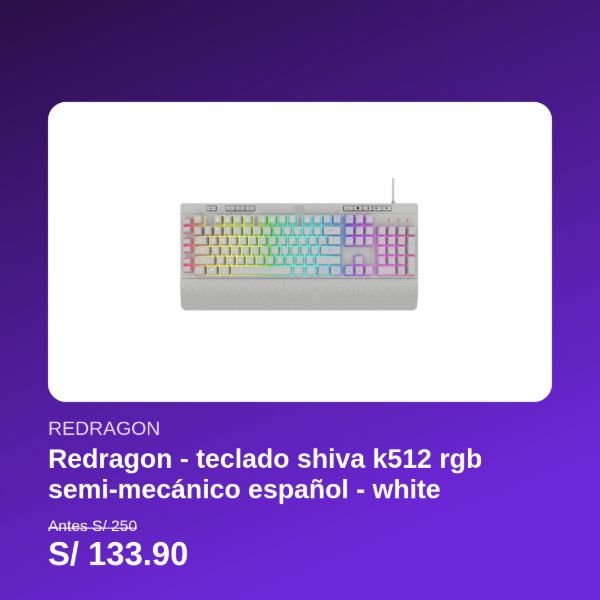 REDRAGON
Redragon - teclado shiva k512 rgb
semi-mecánico español - white
Antes S/ 250
S/ 133.90